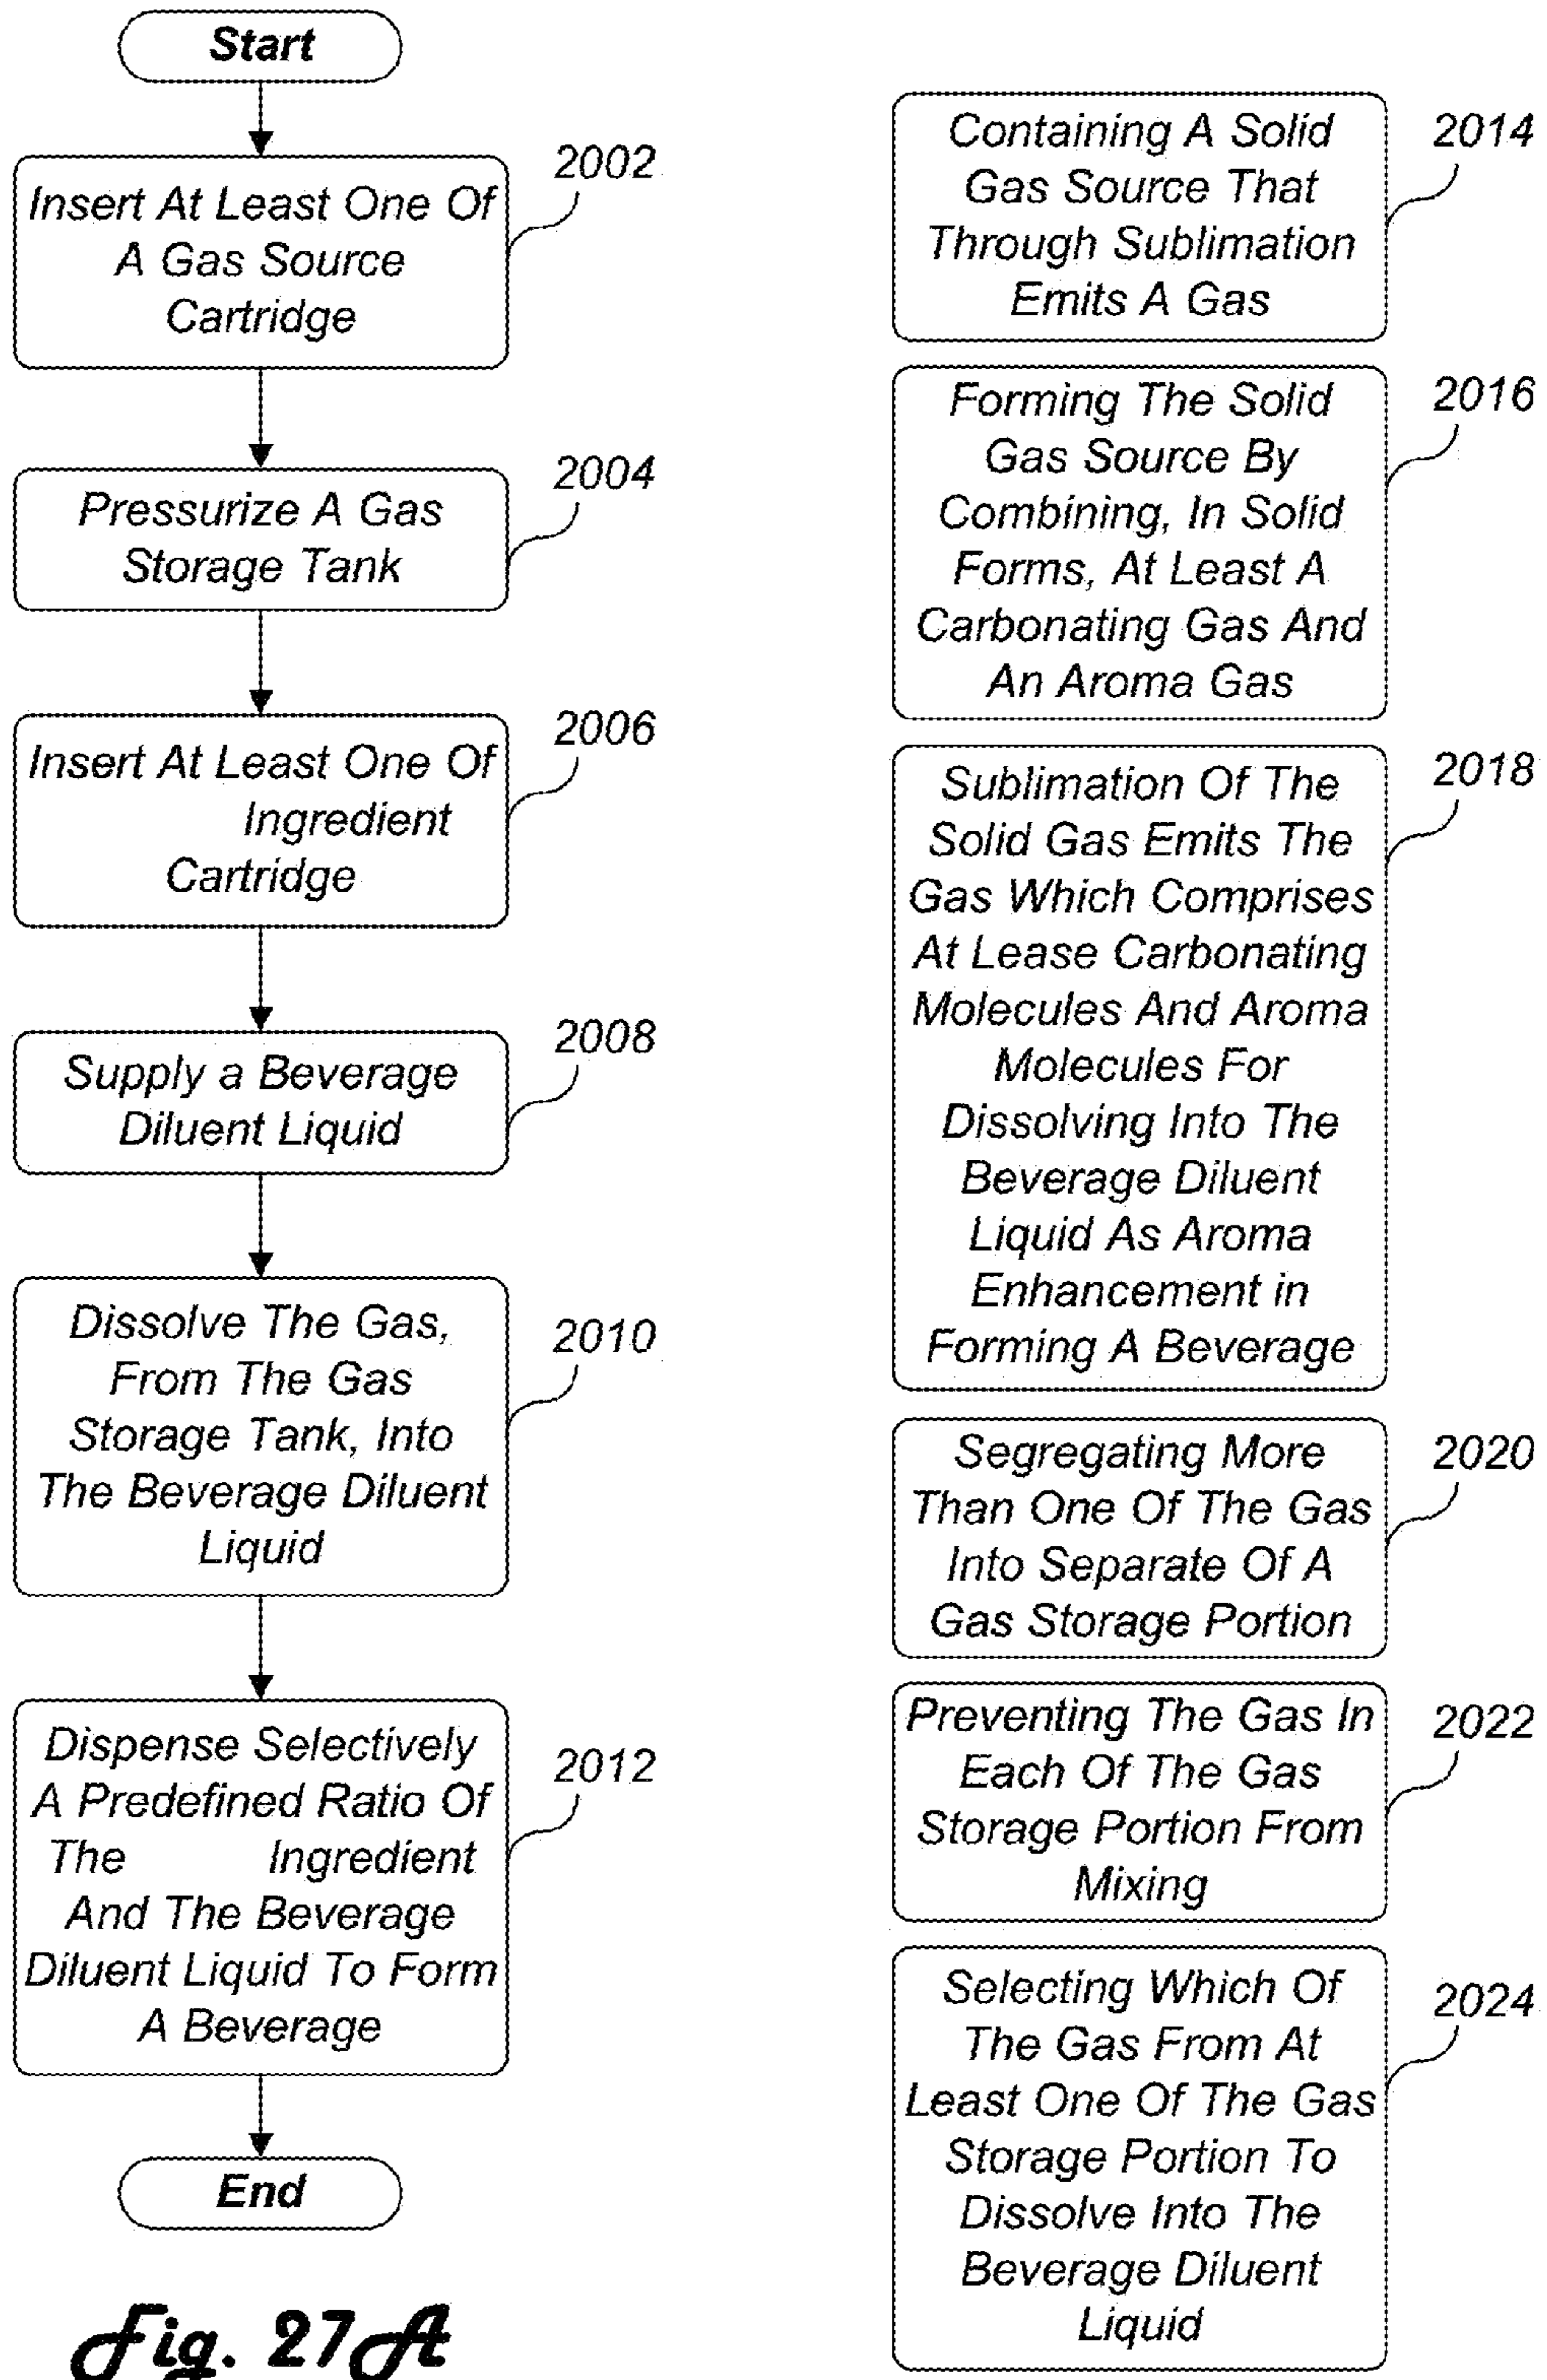 Start
Insert At Least One Of
A Gas Source
Cartridge
2002
Pressurize A Gas
Storage Tank
2004
Insert At Least One Of
Ingredient
Cartridge
2006
Supply a Beverage
Diluent Liquid
2008
Dissolve The Gas,
From The Gas
Storage Tank, Into
The Beverage Diluent
Liquid
2010
Dispense Selectively
A Predefined Ratio Of
The Ingredient
And The Beverage
Diluent Liquid To Form
A Beverage
2012
End
Fig. 27A
Containing A Solid
Gas Source That
Through Sublimation
Emits A Gas
2014
Forming The Solid
Gas Source By
Combining, In Solid
Forms, At Least A
Carbonating Gas And
An Aroma Gas
2016
Sublimation Of The
Solid Gas Emits The
Gas Which Comprises
At Lease Carbonating
Molecules And Aroma
Molecules For
Dissolving Into The
Beverage Diluent
Liquid As Aroma
Enhancement in
Forming A Beverage
2018
Segregating More
Than One Of The Gas
Into Separate Of A
Gas Storage Portion
2020
Preventing The Gas In
Each Of The Gas
Storage Portion From
Mixing
2022
Selecting Which Of
The Gas From At
Least One Of The Gas
Storage Portion To
Dissolve Into The
Beverage Diluent
Liquid
2024